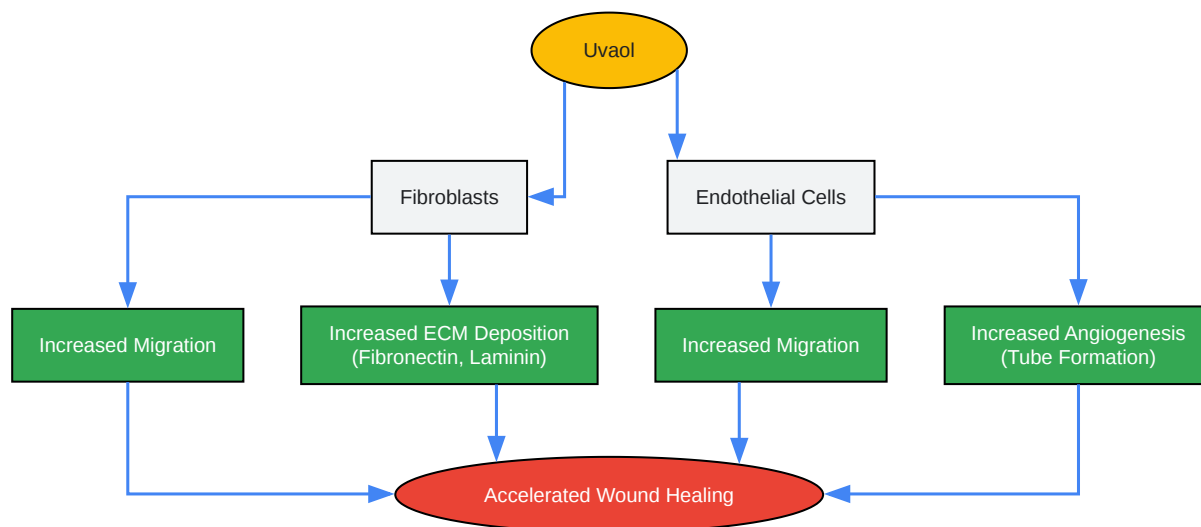 Uvaol
Fibroblasts
Endothelial Cells
Increased Migration
Increased ECM Deposition
(Fibronectin, Laminin)
Increased Migration
Increased Angiogenesis
(Tube Formation)
Accelerated Wound Healing